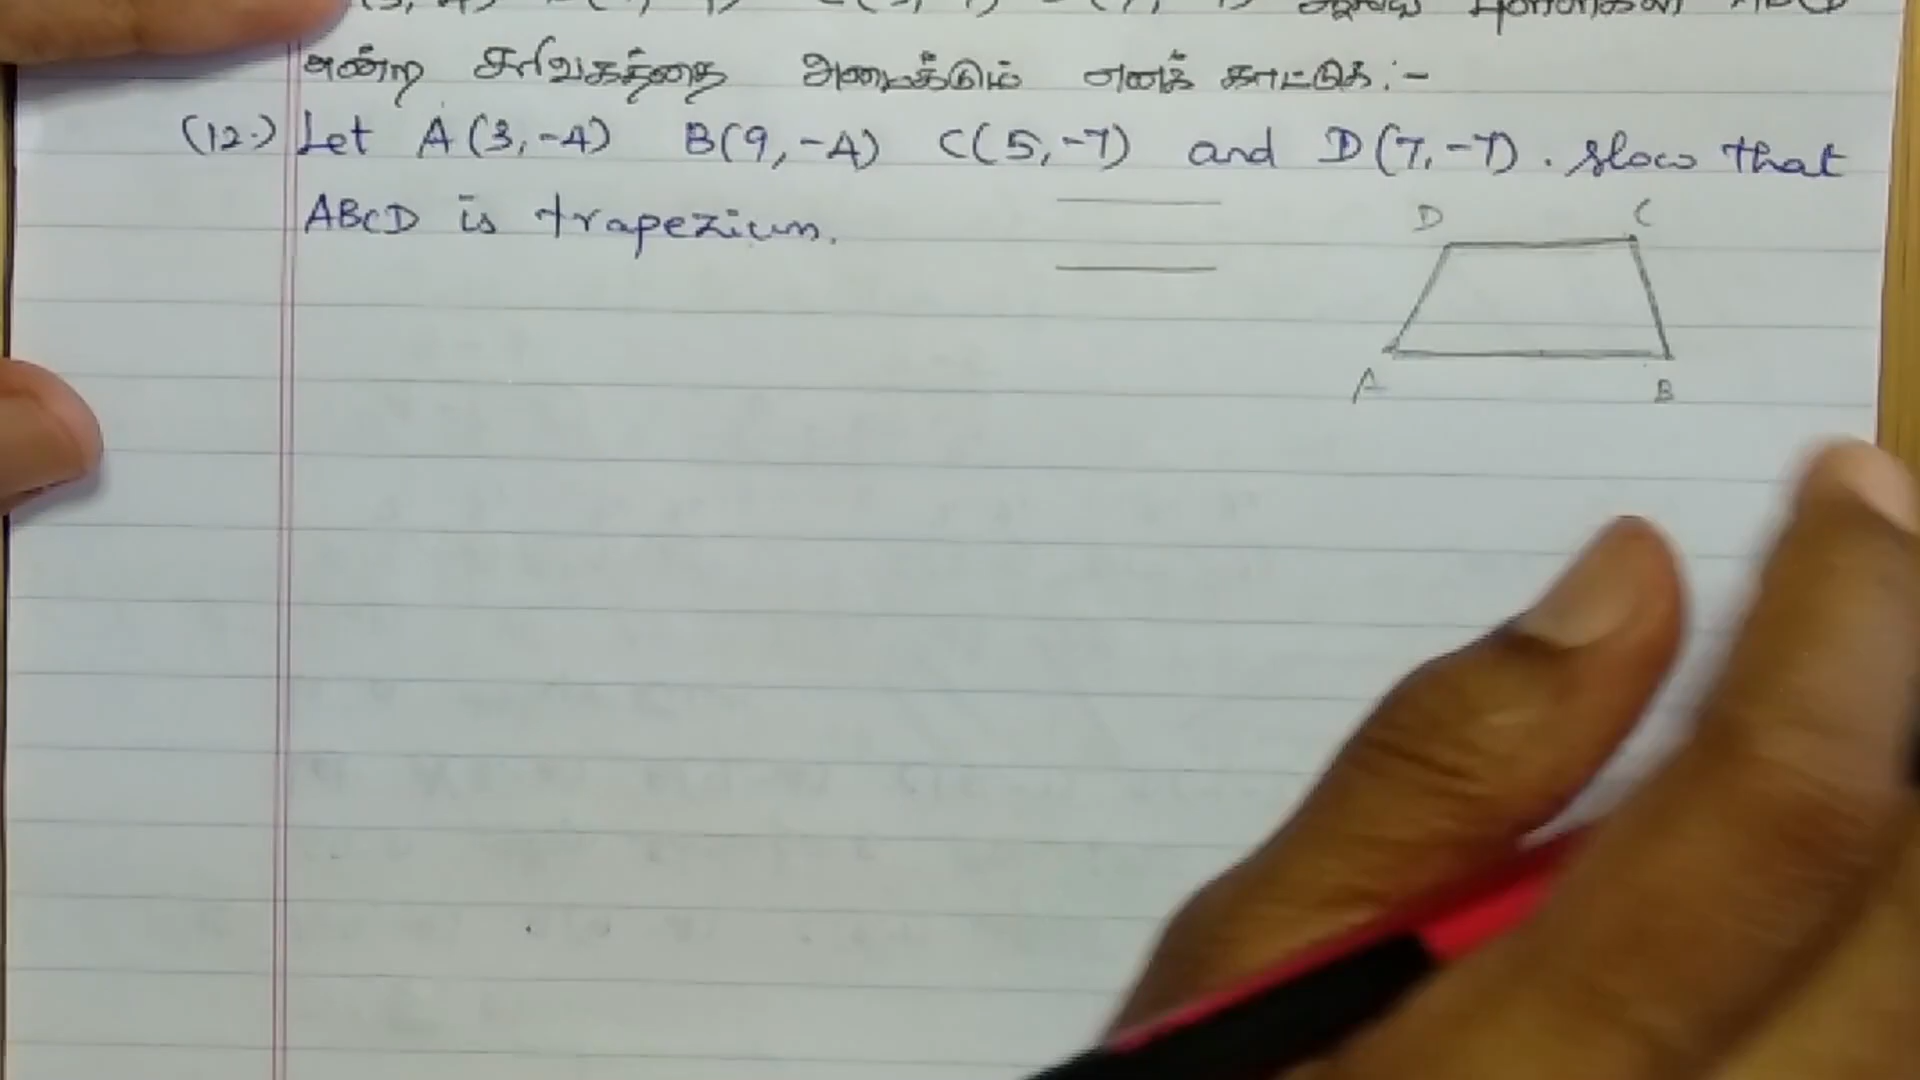 என்ற சரிவகத்தை அமைக்கும் எனக் காட்டுக:-
(12.) Let A(3,-4) B(9,-4) C(5,-7) and D(7,-7). slow that
ABCD is trapezium.
D C
A B